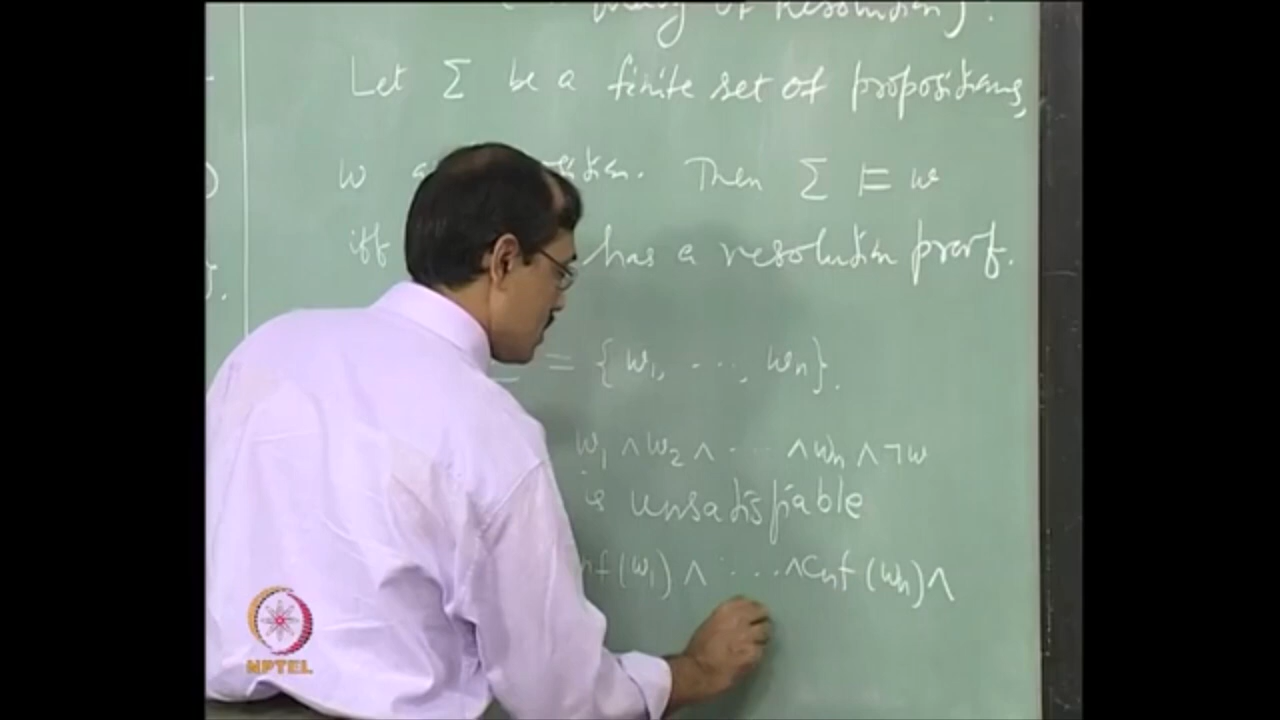 Let Σ be a finite set of propositions,
w a Then Σ ⊨ w
iff has a resolution proof.
= {w₁, ..., wₙ}.
w₁ ∧ w₂ ∧ ... ∧ wₙ ∧ ¬w
is unsatisfiable
nf(w₁) ∧ ... ∧ cnf(wₙ) ∧
NPTEL